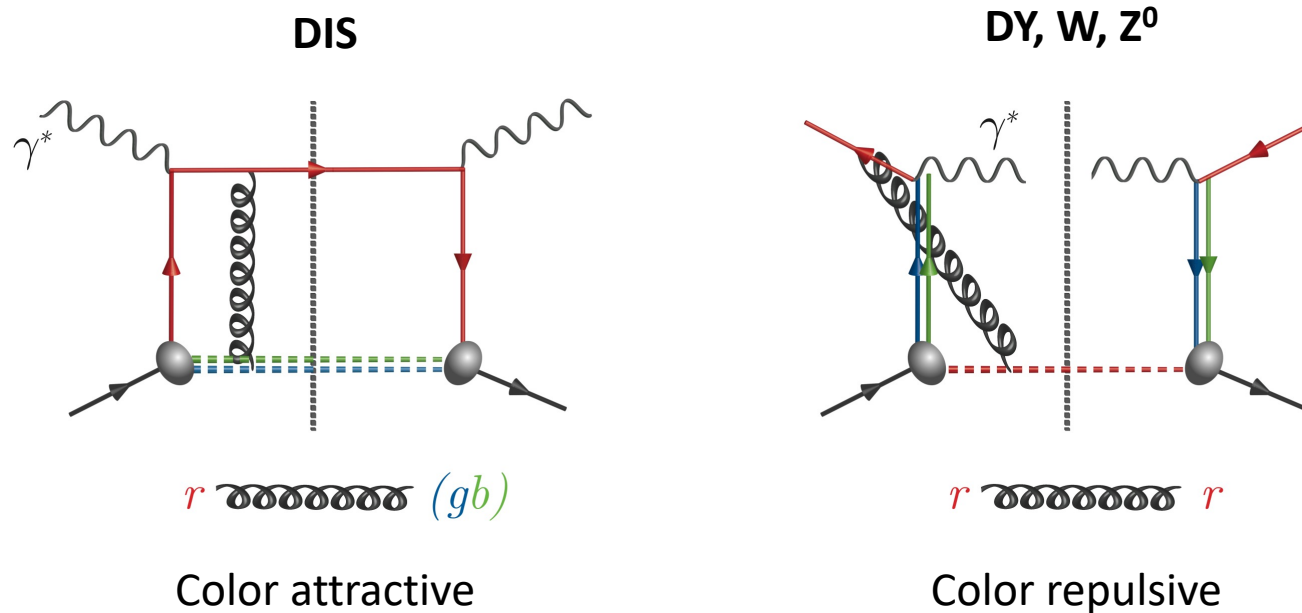 DIS
DY, W, Z⁰
γ*
γ*
r (gb)
r r
Color attractive
Color repulsive